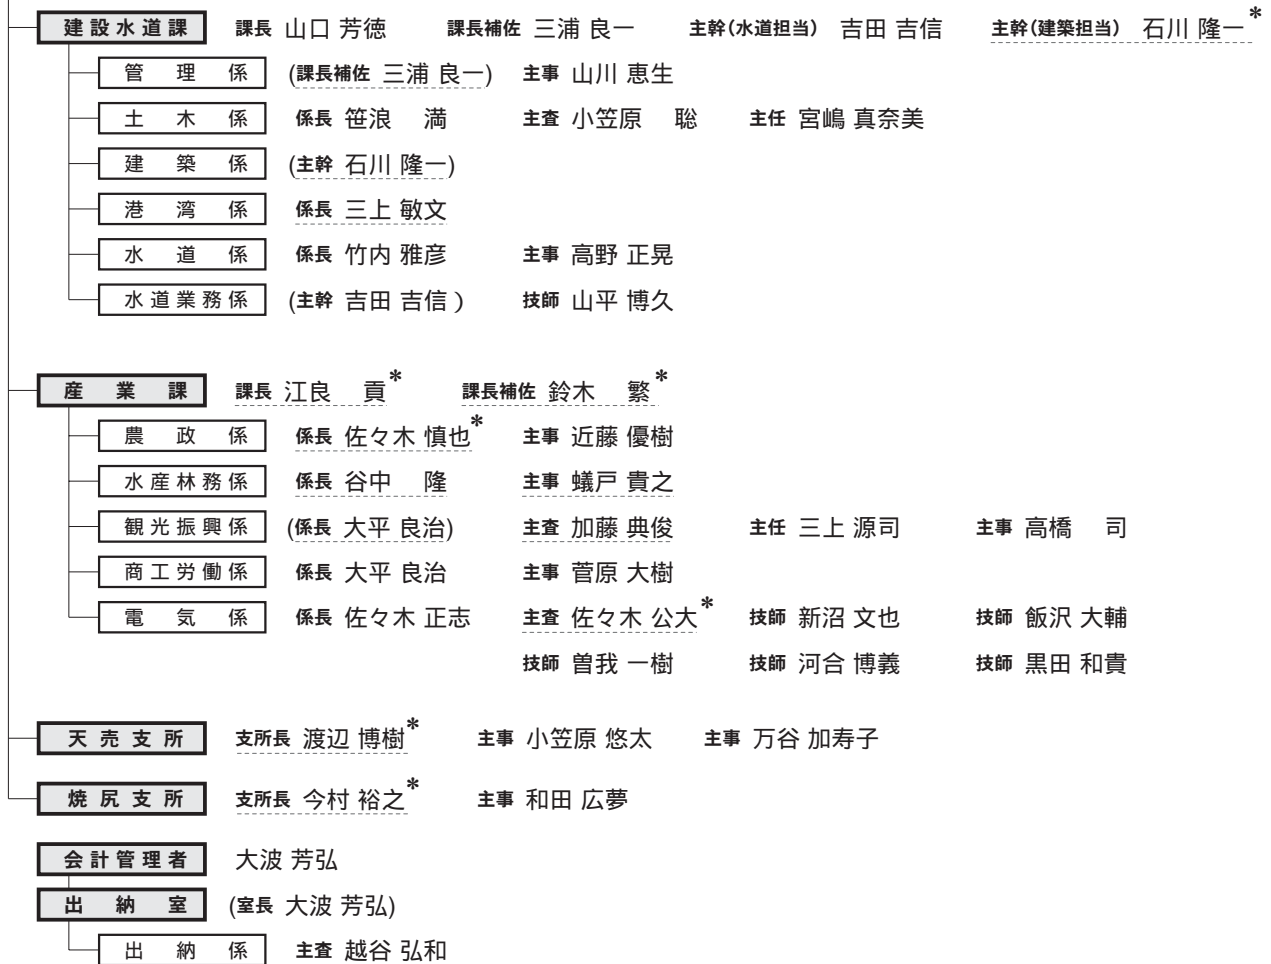 建設水道課 課長 山口 芳徳 課長補佐 三浦 良一 主幹(水道担当) 吉田 吉信 主幹(建築担当) 石川 隆一*
管理係 (課長補佐 三浦 良一) 主事 山川 恵生
土木係 係長 笹浪 満 主査 小笠原 聡 主任 宮嶋 真奈美
建築係 (主幹 石川 隆一)
港湾係 係長 三上 敏文
水道係 係長 竹内 雅彦 主事 高野 正晃
水道業務係 (主幹 吉田 吉信) 技師 山平 博久
産業課 課長 江良 貢* 課長補佐 鈴木 繁*
農政係 係長 佐々木 慎也* 主事 近藤 優樹
水産林務係 係長 谷中 隆 主事 蟻戸 貴之
観光振興係 (係長 大平 良治) 主査 加藤 典俊 主任 三上 源司 主事 高橋 司
商工労働係 係長 大平 良治 主事 菅原 大樹
電気係 係長 佐々木 正志 主査 佐々木 公大* 技師 新沼 文也 技師 飯沢 大輔
技師 曽我 一樹 技師 河合 博義 技師 黒田 和貴
天売支所 支所長 渡辺 博樹* 主事 小笠原 悠太 主事 万谷 加寿子
焼尻支所 支所長 今村 裕之* 主事 和田 広夢
会計管理者 大波 芳弘
出納室 (室長 大波 芳弘)
出納係 主査 越谷 弘和